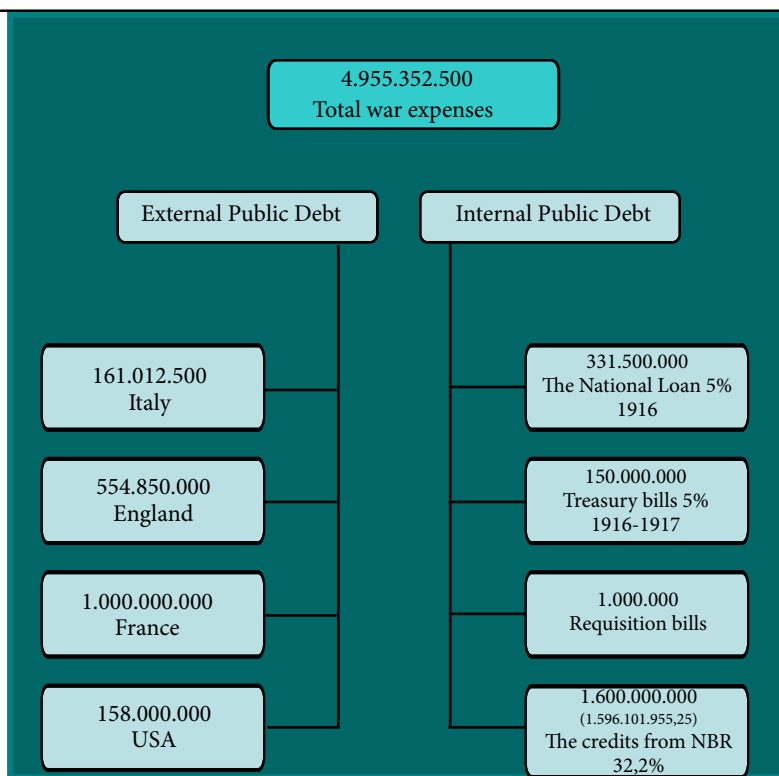 4.955.352.500
Total war expenses
External Public Debt
Internal Public Debt
161.012.500
Italy
554.850.000
England
1.000.000.000
France
158.000.000
USA
331.500.000
The National Loan 5%
1916
150.000.000
Treasury bills 5%
1916-1917
1.000.000
Requisition bills
1.600.000.000
(1.596.101.955,25)
The credits from NBR
32,2%